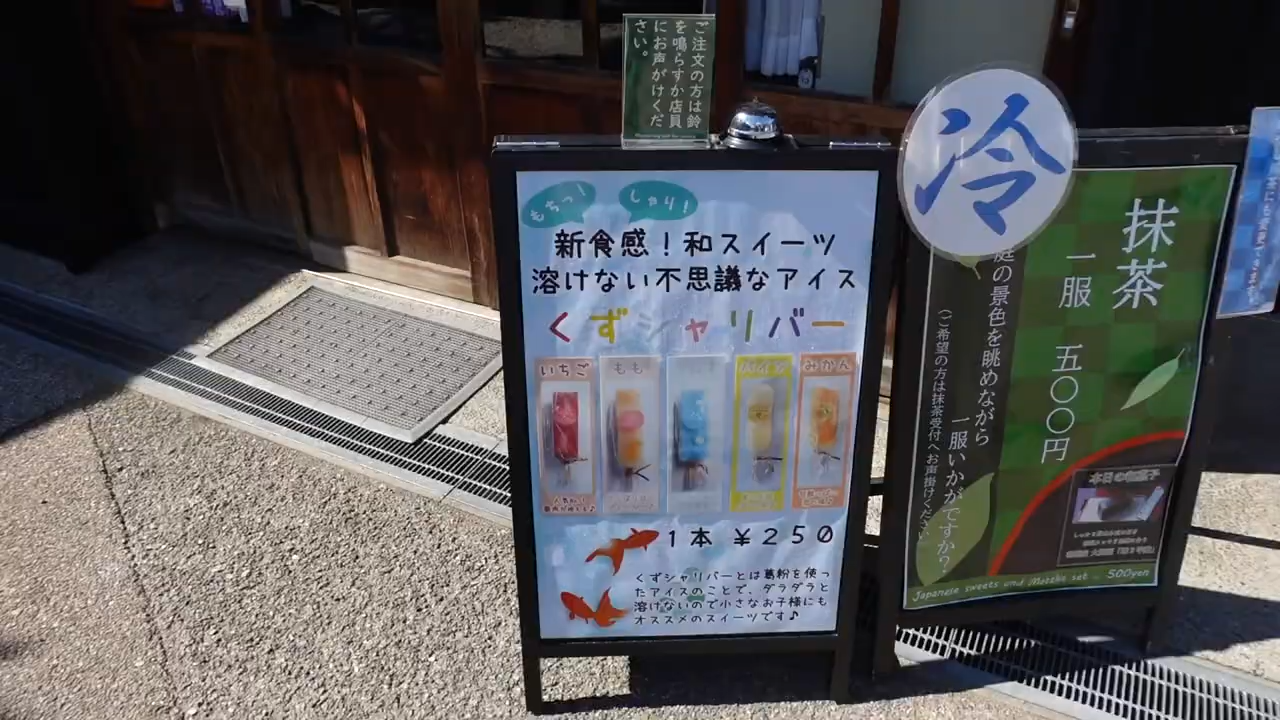 ご注文の方は鈴
を鳴らすか店員
にお声がけくだ
さい。
もちっ!
しゃり!
新食感!和スイーツ
溶けない不思議なアイス
くずシャリバー
いちご
もも
パイン
みかん
1本 ¥250
くずシャリバーとは葛粉を使っ
たアイスのことで、ダラダラと
溶けないので小さなお子様にも
オススメのスイーツです♪
冷
抹茶
一服 五〇〇円
庭の景色を眺めながら
一服いかがですか?
(ご希望の方は抹茶受付へお声掛けください
本日の和菓子
Japanese sweets and Matcha set - 500yen